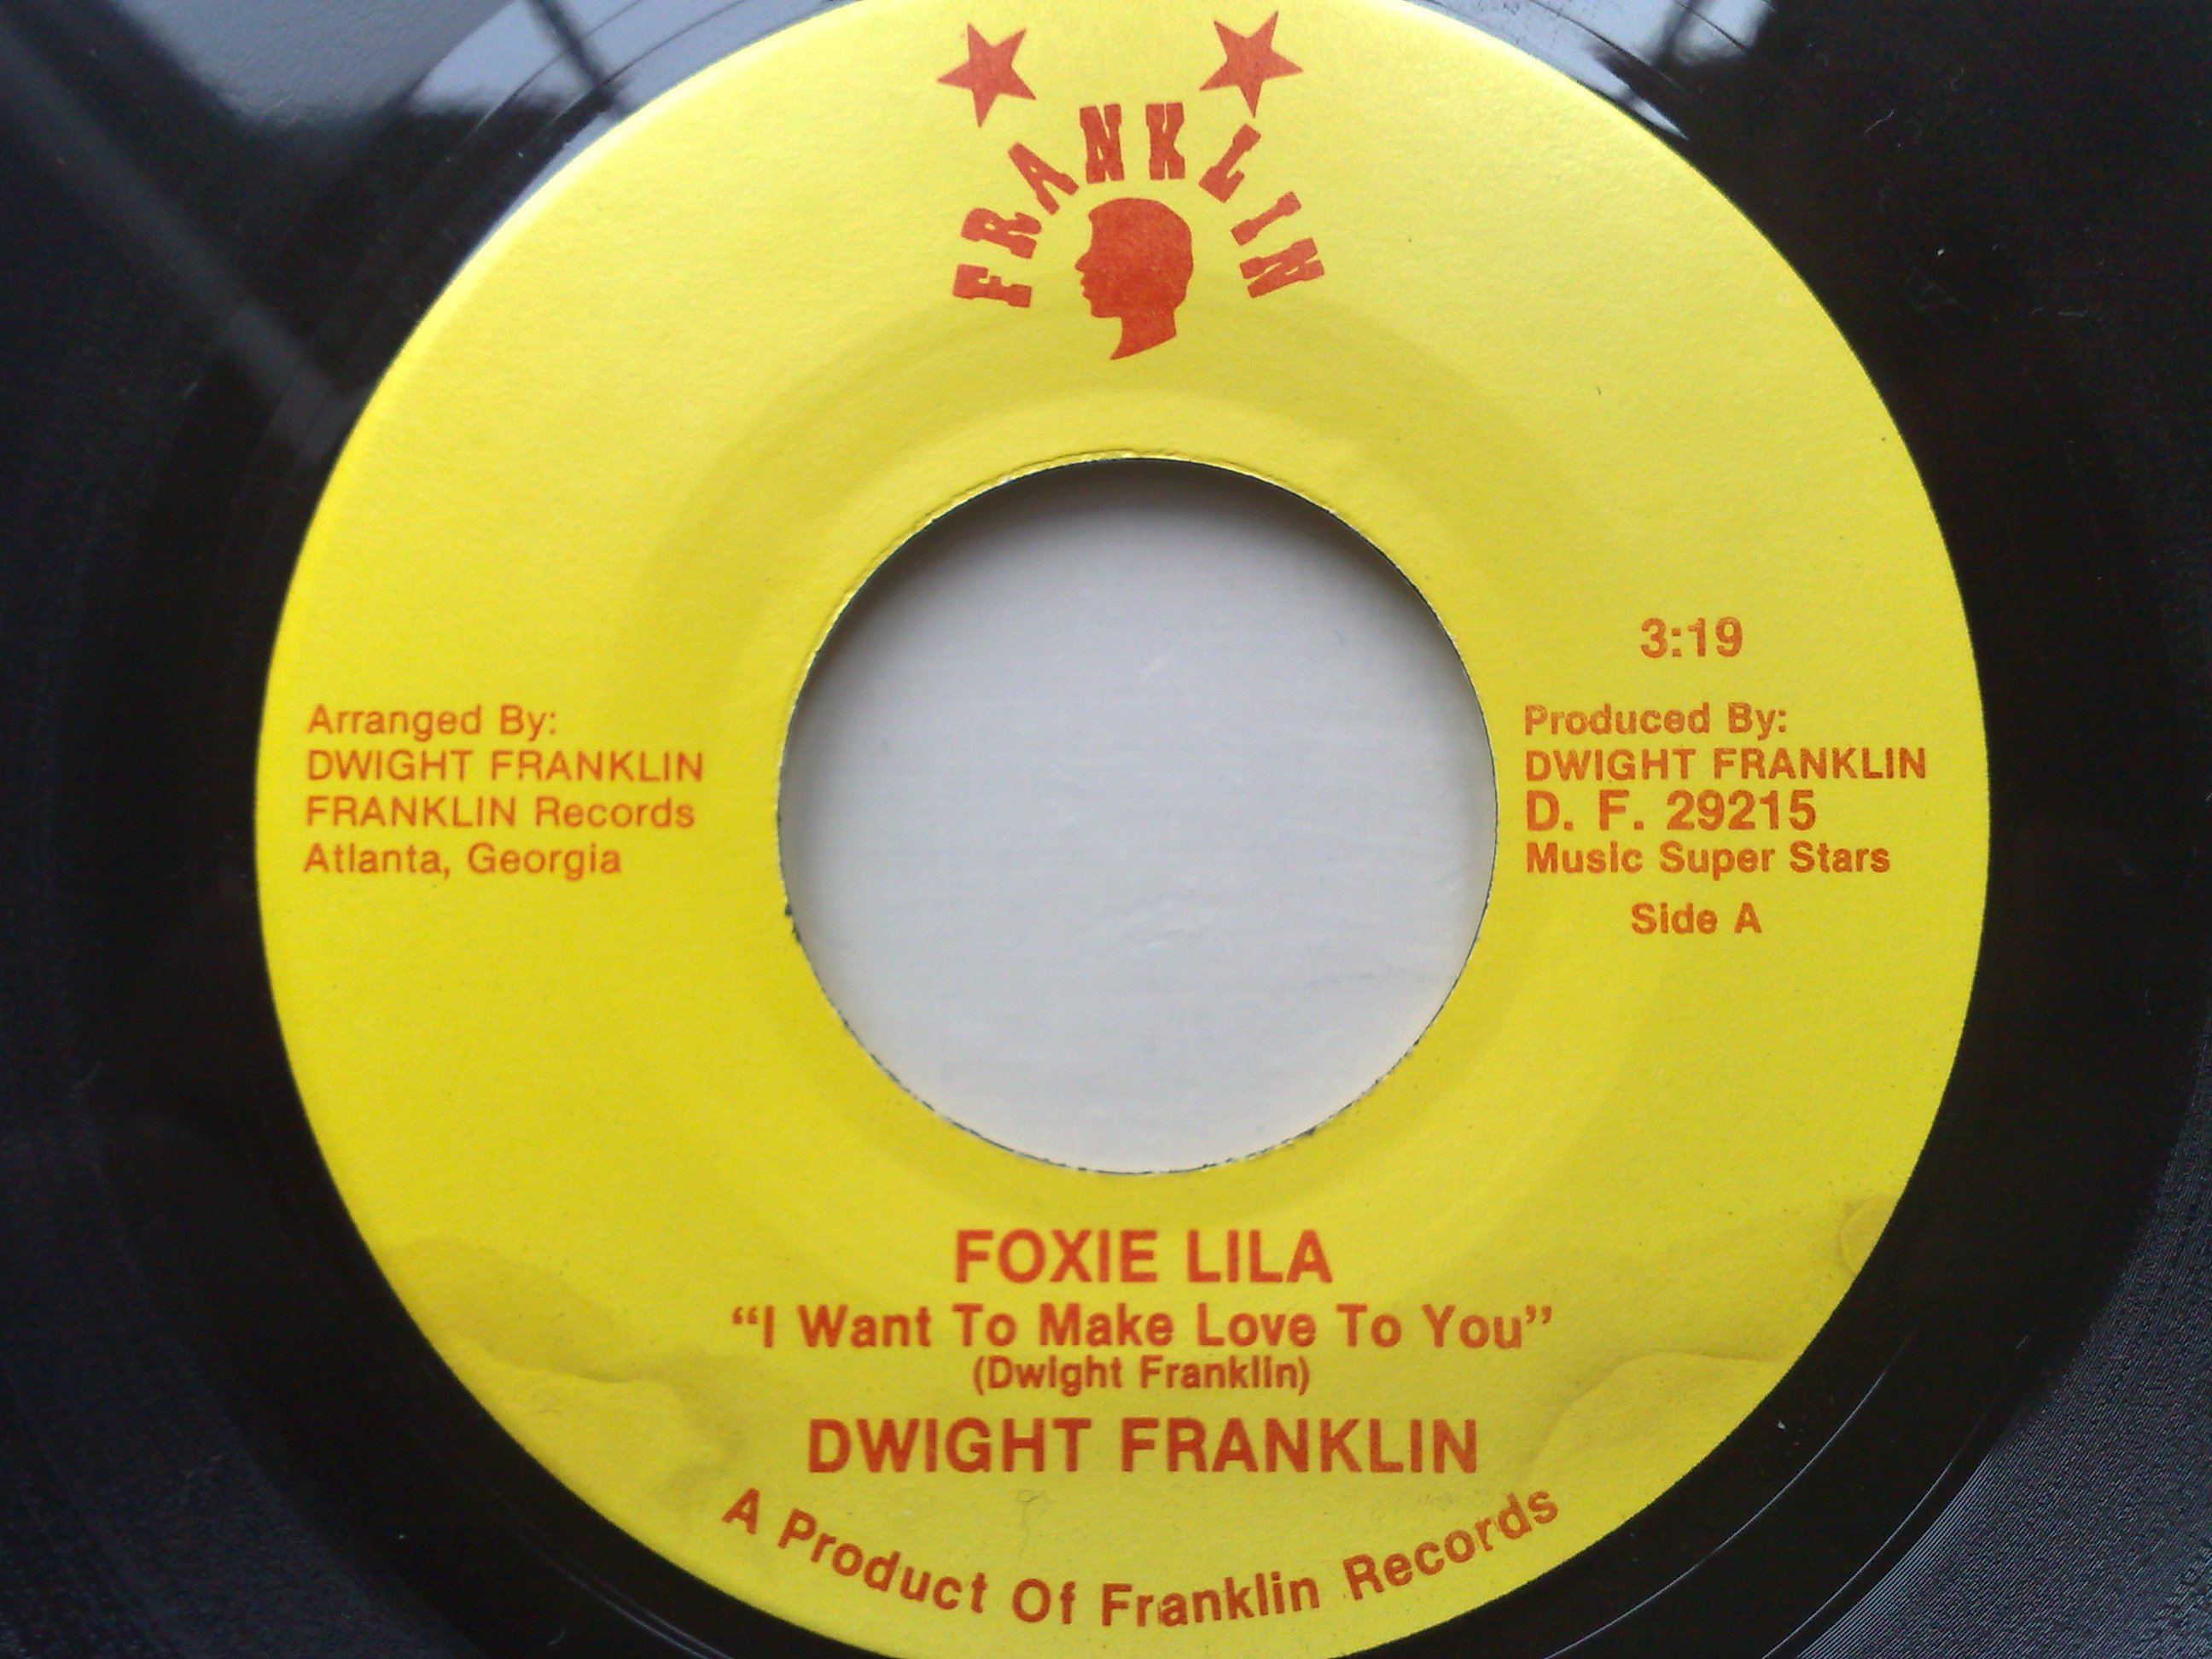 FRANKLIN
3:19
Arranged By:
DWIGHT FRANKLIN
FRANKLIN Records
Atlanta, Georgia
Produced By:
DWIGHT FRANKLIN
D. F. 29215
Music Super Stars
Side A
FOXIE LILA
“I Want To Make Love To You”
(Dwight Franklin)
DWIGHT FRANKLIN
A Product Of Franklin Records